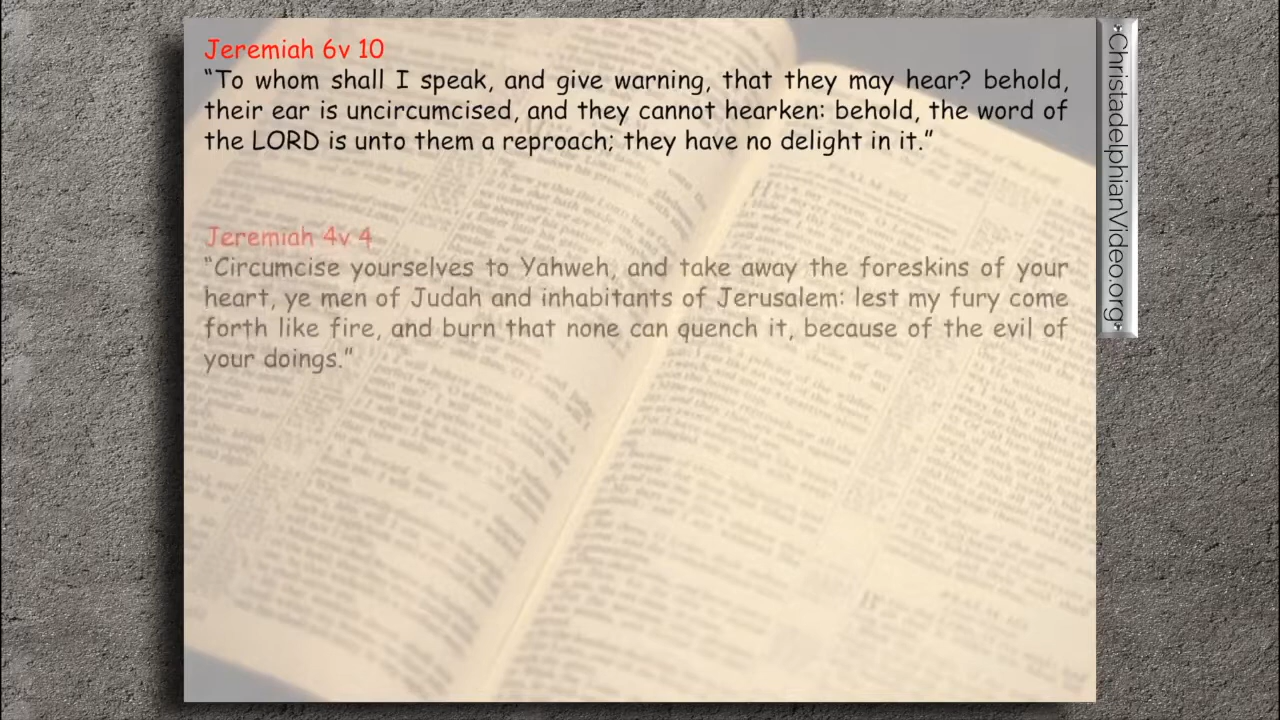 Jeremiah 6v 10
“To whom shall I speak, and give warning, that they may hear? behold,
their ear is uncircumcised, and they cannot hearken: behold, the word of
the LORD is unto them a reproach; they have no delight in it.”
Jeremiah 4v 4
“Circumcise yourselves to Yahweh, and take away the foreskins of your
heart, ye men of Judah and inhabitants of Jerusalem: lest my fury come
forth like fire, and burn that none can quench it, because of the evil of
your doings.”
ChristadelphianVideo.org